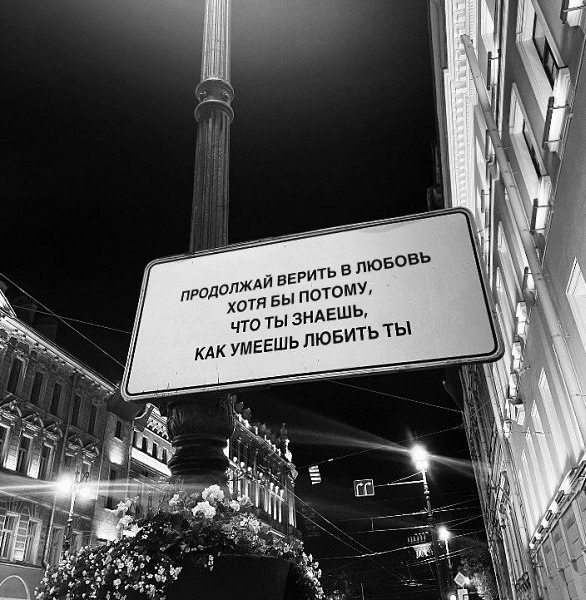 ПРОДОЛЖАЙ ВЕРИТЬ В ЛЮБОВЬ
ХОТЯ БЫ ПОТОМУ,
ЧТО ТЫ ЗНАЕШЬ,
КАК УМЕЕШЬ ЛЮБИТЬ ТЫ